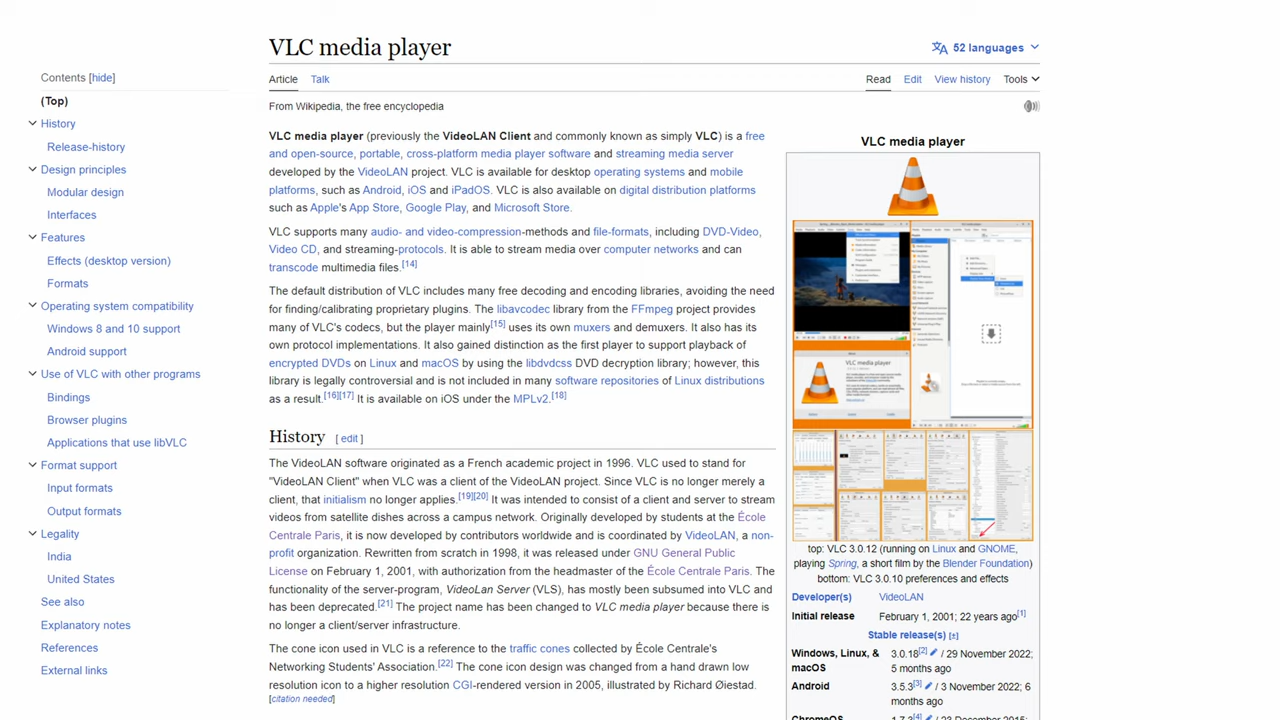 VLC media player
52 languages
Contents [hide]
Article Talk
Read Edit View history Tools
(Top)
From Wikipedia, the free encyclopedia
History
Release-history
Design principles
Modular design
Interfaces
Features
Effects (desktop version)
Formats
Operating system compatibility
Windows 8 and 10 support
Android support
Use of VLC with other programs
Bindings
Browser plugins
Applications that use libVLC
Format support
Input formats
Output formats
Legality
India
United States
See also
Explanatory notes
References
External links
VLC media player (previously the VideoLAN Client and commonly known as simply VLC) is a free
and open-source, portable, cross-platform media player software and streaming media server
developed by the VideoLAN project. VLC is available for desktop operating systems and mobile
platforms, such as Android, iOS and iPadOS. VLC is also available on digital distribution platforms
such as Apple's App Store, Google Play, and Microsoft Store.
VLC supports many audio- and video-compression-methods and file-formats, including DVD-Video,
Video CD, and streaming-protocols. It is able to stream media over computer networks and can
transcode multimedia files.[14]
The default distribution of VLC includes many free decoding and encoding libraries, avoiding the need
for finding/calibrating proprietary plugins. The libavcodec library from the FFmpeg project provides
many of VLC's codecs, but the player mainly[15] uses its own muxers and demuxers. It also has its
own protocol implementations. It also gained distinction as the first player to support playback of
encrypted DVDs on Linux and macOS by using the libdvdcss DVD decryption library; however, this
library is legally controversial and is not included in many software repositories of Linux distributions
as a result.[16][17] It is available on iOS under the MPLv2.[18]
History [ edit ]
The VideoLAN software originated as a French academic project in 1996. VLC used to stand for
"VideoLAN Client" when VLC was a client of the VideoLAN project. Since VLC is no longer merely a
client, that initialism no longer applies.[19][20] It was intended to consist of a client and server to stream
videos from satellite dishes across a campus network. Originally developed by students at the École
Centrale Paris, it is now developed by contributors worldwide and is coordinated by VideoLAN, a non-
profit organization. Rewritten from scratch in 1998, it was released under GNU General Public
License on February 1, 2001, with authorization from the headmaster of the École Centrale Paris. The
functionality of the server-program, VideoLan Server (VLS), has mostly been subsumed into VLC and
has been deprecated.[21] The project name has been changed to VLC media player because there is
no longer a client/server infrastructure.
The cone icon used in VLC is a reference to the traffic cones collected by École Centrale's
Networking Students' Association.[22] The cone icon design was changed from a hand drawn low
resolution icon to a higher resolution CGI-rendered version in 2005, illustrated by Richard Øiestad.
[citation needed]
VLC media player
VLC media player
top: VLC 3.0.12 (running on Linux and GNOME,
playing Spring, a short film by the Blender Foundation)
bottom: VLC 3.0.10 preferences and effects
Developer(s) VideoLAN
Initial release February 1, 2001; 22 years ago[1]
Stable release(s) [±]
Windows, Linux, & macOS 3.0.18[2] / 29 November 2022;
5 months ago
Android 3.5.3[3] / 3 November 2022; 6
months ago
ChromeOS 1.7.3[4] / 23 December 2015;